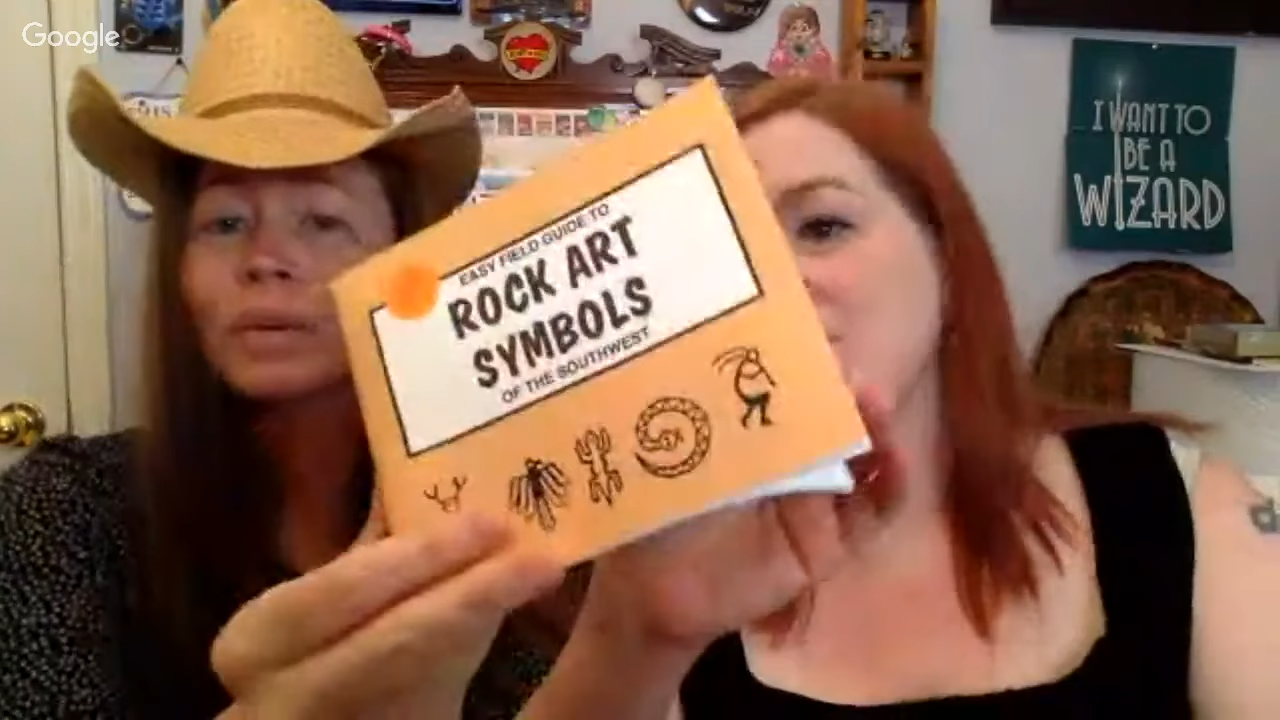 Google
EASY FIELD GUIDE TO
ROCK ART
SYMBOLS
OF THE SOUTHWEST
I WANT TO
BE A
WIZARD